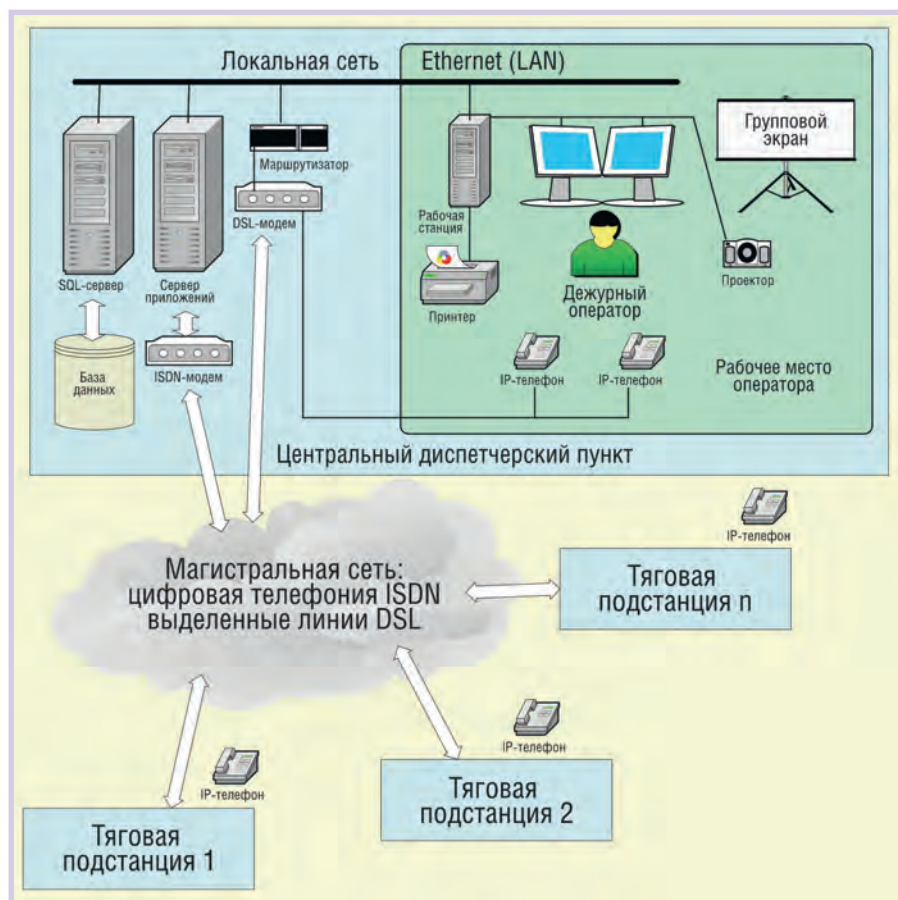 Локальная сеть
Ethernet (LAN)
Групповой
экран
Маршрутизатор
DSL-модем
Рабочая
станция
SQL-сервер
Сервер
приложений
Принтер
Дежурный
оператор
Проектор
База
данных
ISDN-модем
IP-телефон
IP-телефон
Рабочее место
оператора
Центральный диспетчерский пункт
IP-телефон
Магистральная сеть:
цифровая телефония ISDN
выделенные линии DSL
Тяговая
подстанция n
IP-телефон
Тяговая
подстанция 2
IP-телефон
Тяговая
подстанция 1